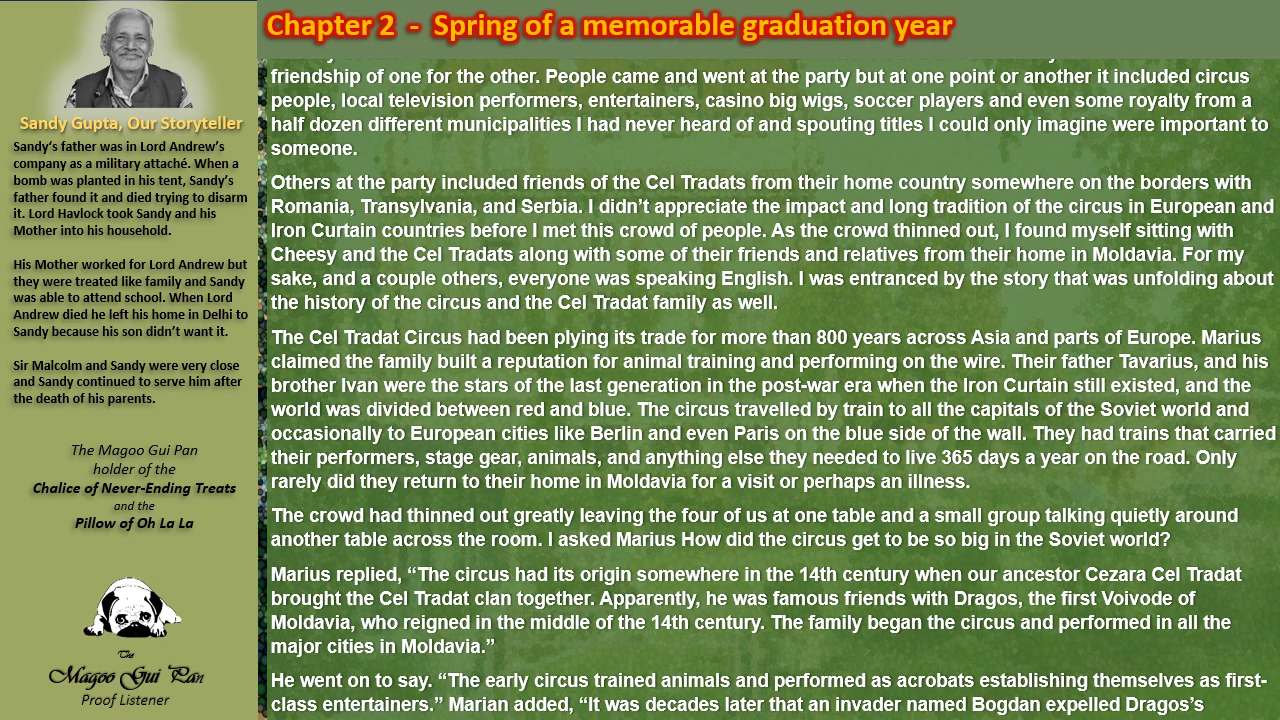 Chapter 2 - Spring of a memorable graduation year
Sandy Gupta, Our Storyteller
Sandy's father was in Lord Andrew's
company as a military attaché. When a
bomb was planted in his tent, Sandy's
father found it and died trying to disarm
it. Lord Havlock took Sandy and his
Mother into his household.
His Mother worked for Lord Andrew but
they were treated like family and Sandy
was able to attend school. When Lord
Andrew died he left his home in Delhi to
Sandy because his son didn't want it.
Sir Malcolm and Sandy were very close
and Sandy continued to serve him after
the death of his parents.
The Magoo Gui Pan
holder of the
Chalice of Never-Ending Treats
and the
Pillow of Oh La La
The
Magoo Gui Pan
Proof Listener
friendship of one for the other. People came and went at the party but at one point or another it included circus
people, local television performers, entertainers, casino big wigs, soccer players and even some royalty from a
half dozen different municipalities I had never heard of and spouting titles I could only imagine were important to
someone.
Others at the party included friends of the Cel Tradats from their home country somewhere on the borders with
Romania, Transylvania, and Serbia. I didn't appreciate the impact and long tradition of the circus in European and
Iron Curtain countries before I met this crowd of people. As the crowd thinned out, I found myself sitting with
Cheesy and the Cel Tradats along with some of their friends and relatives from their home in Moldavia. For my
sake, and a couple others, everyone was speaking English. I was entranced by the story that was unfolding about
the history of the circus and the Cel Tradat family as well.
The Cel Tradat Circus had been plying its trade for more than 800 years across Asia and parts of Europe. Marius
claimed the family built a reputation for animal training and performing on the wire. Their father Tavarius, and his
brother Ivan were the stars of the last generation in the post-war era when the Iron Curtain still existed, and the
world was divided between red and blue. The circus travelled by train to all the capitals of the Soviet world and
occasionally to European cities like Berlin and even Paris on the blue side of the wall. They had trains that carried
their performers, stage gear, animals, and anything else they needed to live 365 days a year on the road. Only
rarely did they return to their home in Moldavia for a visit or perhaps an illness.
The crowd had thinned out greatly leaving the four of us at one table and a small group talking quietly around
another table across the room. I asked Marius How did the circus get to be so big in the Soviet world?
Marius replied, “The circus had its origin somewhere in the 14th century when our ancestor Cezara Cel Tradat
brought the Cel Tradat clan together. Apparently, he was famous friends with Dragos, the first Voivode of
Moldavia, who reigned in the middle of the 14th century. The family began the circus and performed in all the
major cities in Moldavia.”
He went on to say. “The early circus trained animals and performed as acrobats establishing themselves as first-
class entertainers.” Marian added, “It was decades later that an invader named Bogdan expelled Dragos's